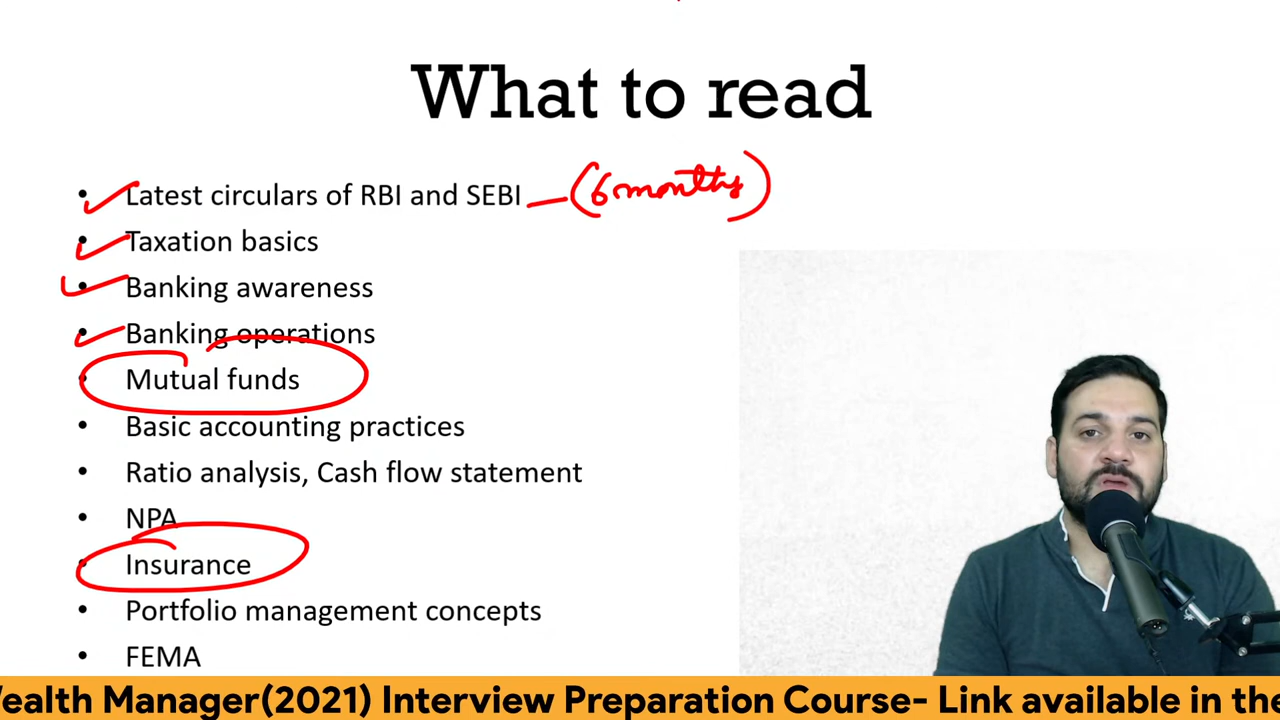 What to read
• Latest circulars of RBI and SEBI – (6 months)
• Taxation basics
• Banking awareness
• Banking operations
• Mutual funds
• Basic accounting practices
• Ratio analysis, Cash flow statement
• NPA
• Insurance
• Portfolio management concepts
• FEMA
ealth Manager(2021) Interview Preparation Course- Link available in the